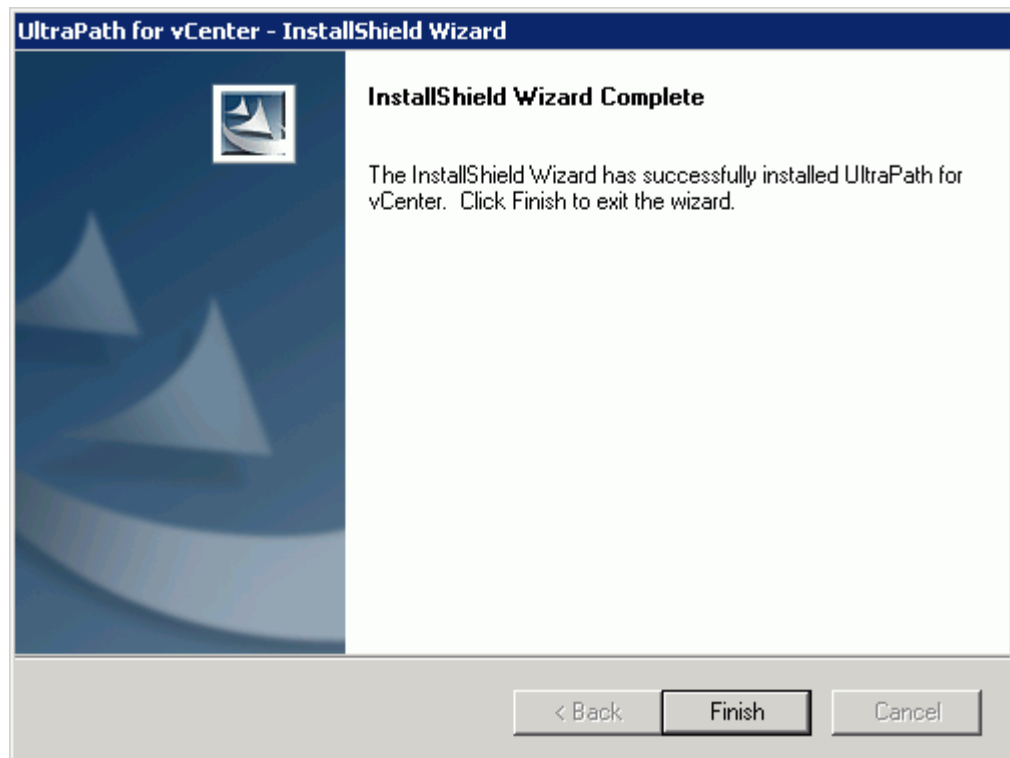 UltraPath for vCenter - InstallShield Wizard
InstallShield Wizard Complete
The InstallShield Wizard has successfully installed UltraPath for
vCenter.  Click Finish to exit the wizard.
< Back
Finish
Cancel